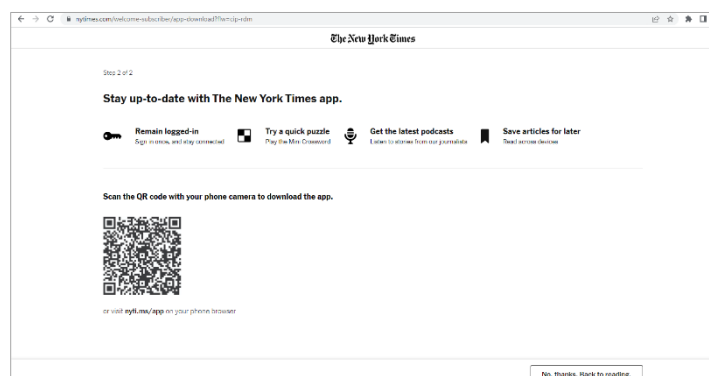 nytimes.com/welcome-subscriber/app-download?flw=cip-rdm
The New York Times
Step 2 of 2
Stay up-to-date with The New York Times app.
Remain logged-in
Sign in once, and stay connected
Try a quick puzzle
Play the Mini Crossword
Get the latest podcasts
Listen to stories from our journalists
Save articles for later
Read across devices
Scan the QR code with your phone camera to download the app.
or visit nyti.ms/app on your phone browser
No, thanks. Back to reading.